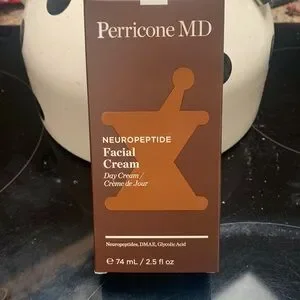 Perricone MD
NEUROPEPTIDE
Facial
Cream
Day Cream /
Crème de Jour
Neuropeptides, DMAE, Glycolic Acid
℮ 74 mL / 2.5 fl oz